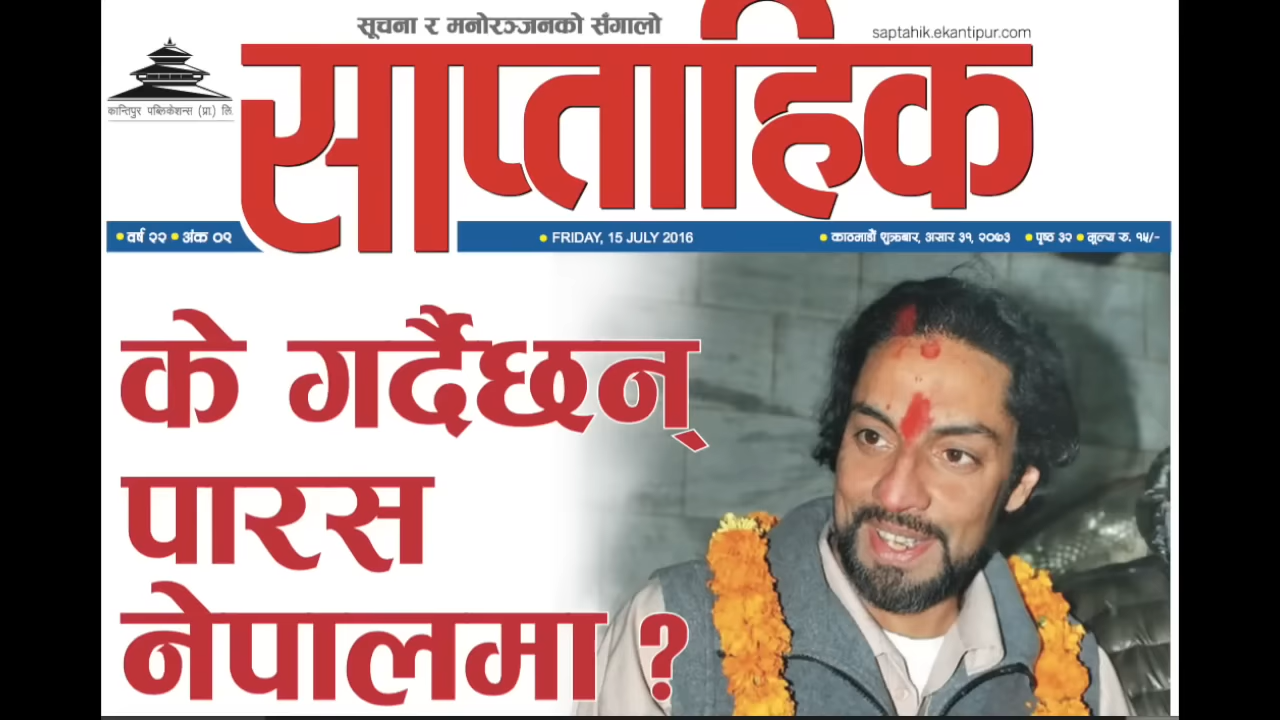 सूचना र मनोरञ्जनको सँगालो
saptahik.ekantipur.com
कान्तिपुर पब्लिकेशन्स (प्रा.) लि.
साप्ताहिक
वर्ष २२ • अंक ०९ • FRIDAY, 15 JULY 2016 • काठमाडौं शुक्रबार, असार ३१, २०७३ • पृष्ठ ३२ • मूल्य रु. १५/-
के गर्दैछन्
पारस
नेपालमा ?